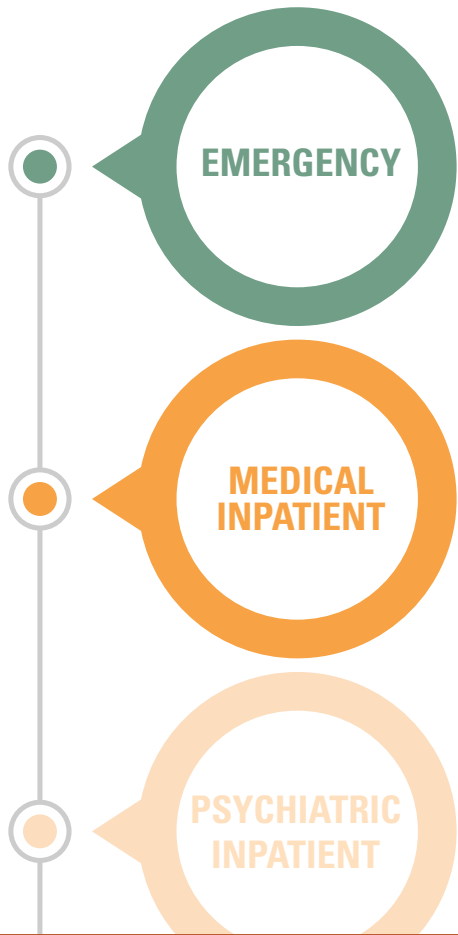 EMERGENCY
MEDICAL
INPATIENT
PSYCHIATRIC
INPATIENT